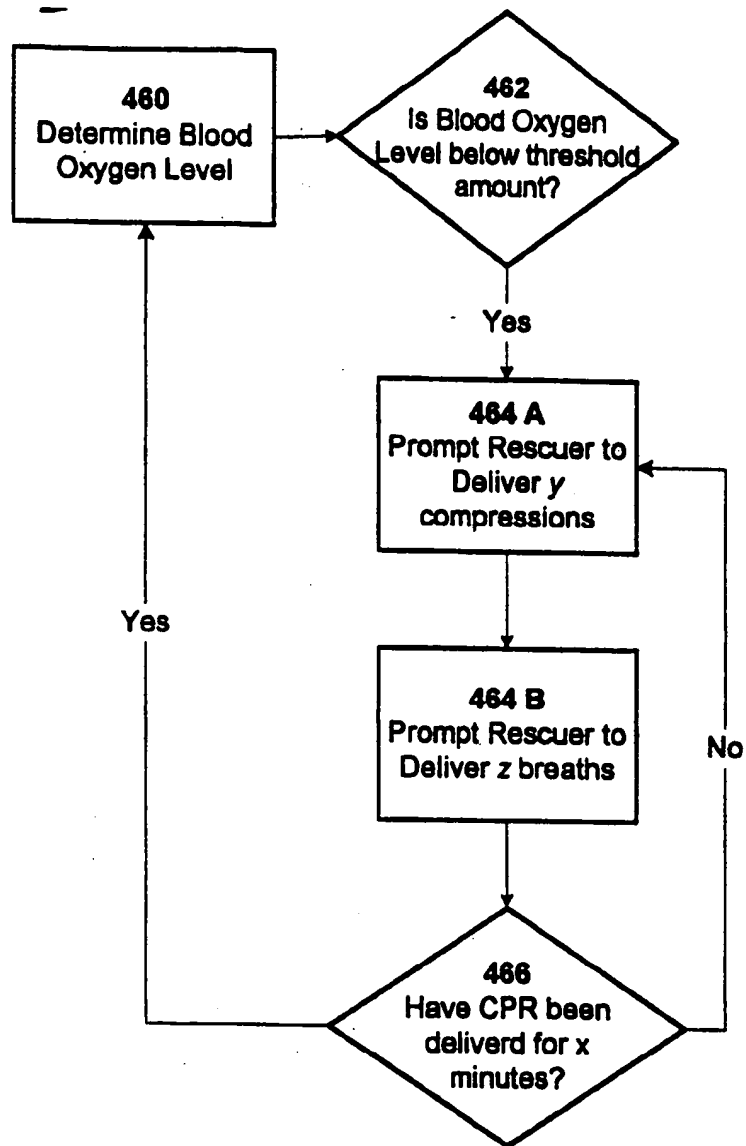 460
Determine Blood
Oxygen Level
462
Is Blood Oxygen
Level below threshold
amount?
Yes
464 A
Prompt Rescuer to
Deliver y
compressions
Yes
464 B
Prompt Rescuer to
Deliver z breaths
No
466
Have CPR been
deliverd for x
minutes?